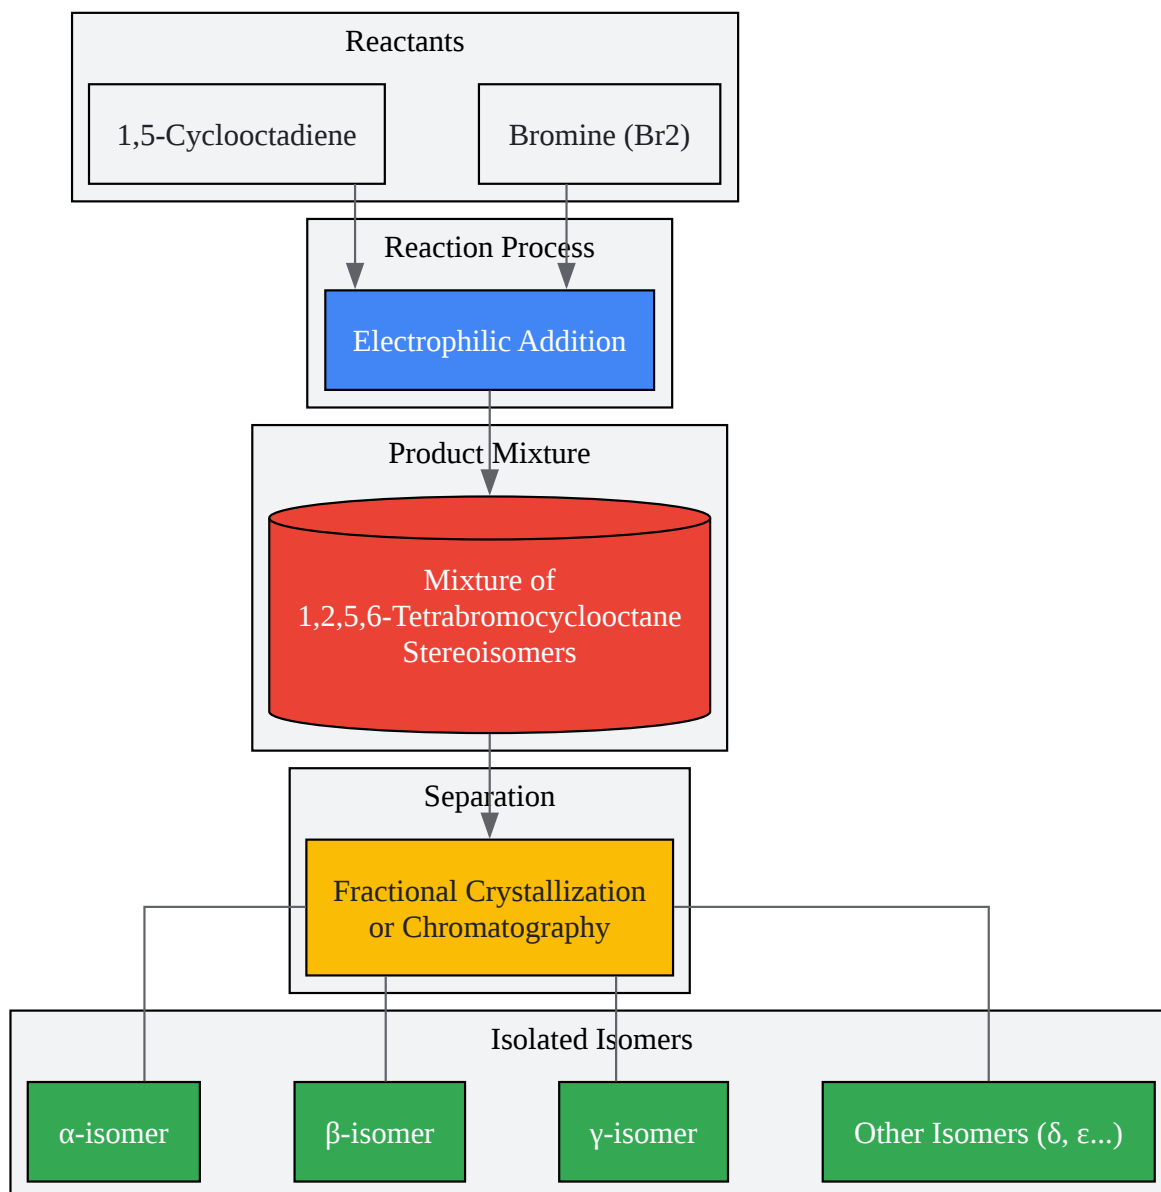 Reactants
1,5-Cyclooctadiene
Bromine (Br2)
Reaction Process
Electrophilic Addition
Product Mixture
Mixture of
1,2,5,6-Tetrabromocyclooctane
Stereoisomers
Separation
Fractional Crystallization
or Chromatography
Isolated Isomers
α-isomer
β-isomer
γ-isomer
Other Isomers (δ, ε...)